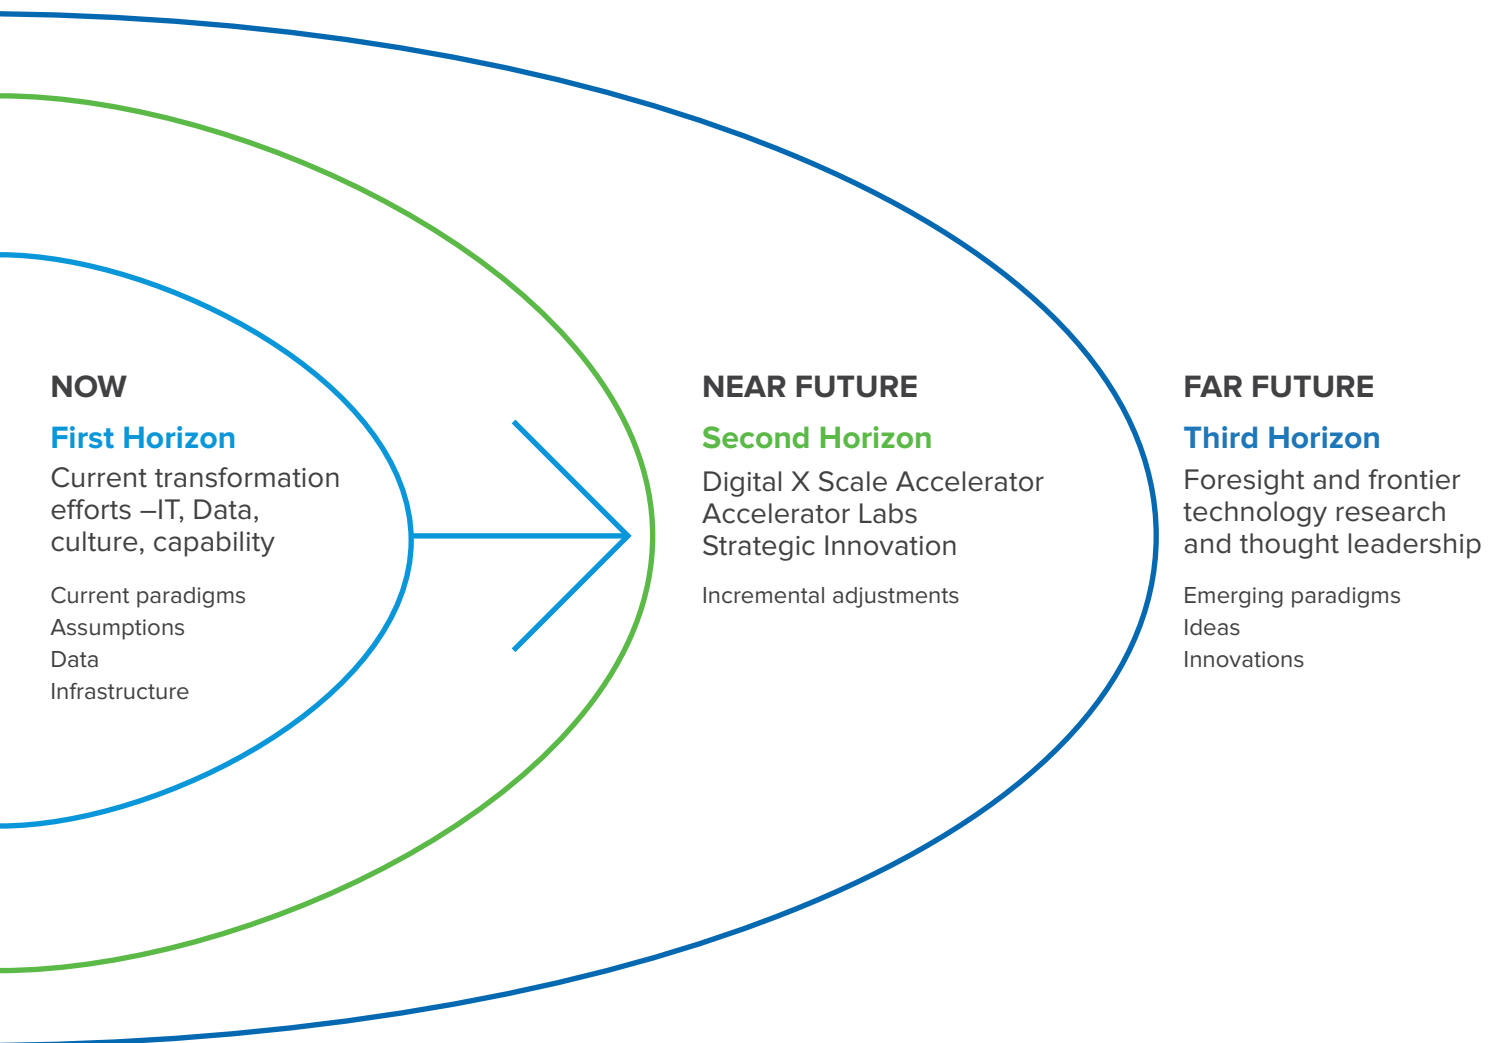 NOW
First Horizon
Current transformation
efforts –IT, Data,
culture, capability
Current paradigms
Assumptions
Data
Infrastructure
NEAR FUTURE
Second Horizon
Digital X Scale Accelerator
Accelerator Labs
Strategic Innovation
Incremental adjustments
FAR FUTURE
Third Horizon
Foresight and frontier
technology research
and thought leadership
Emerging paradigms
Ideas
Innovations